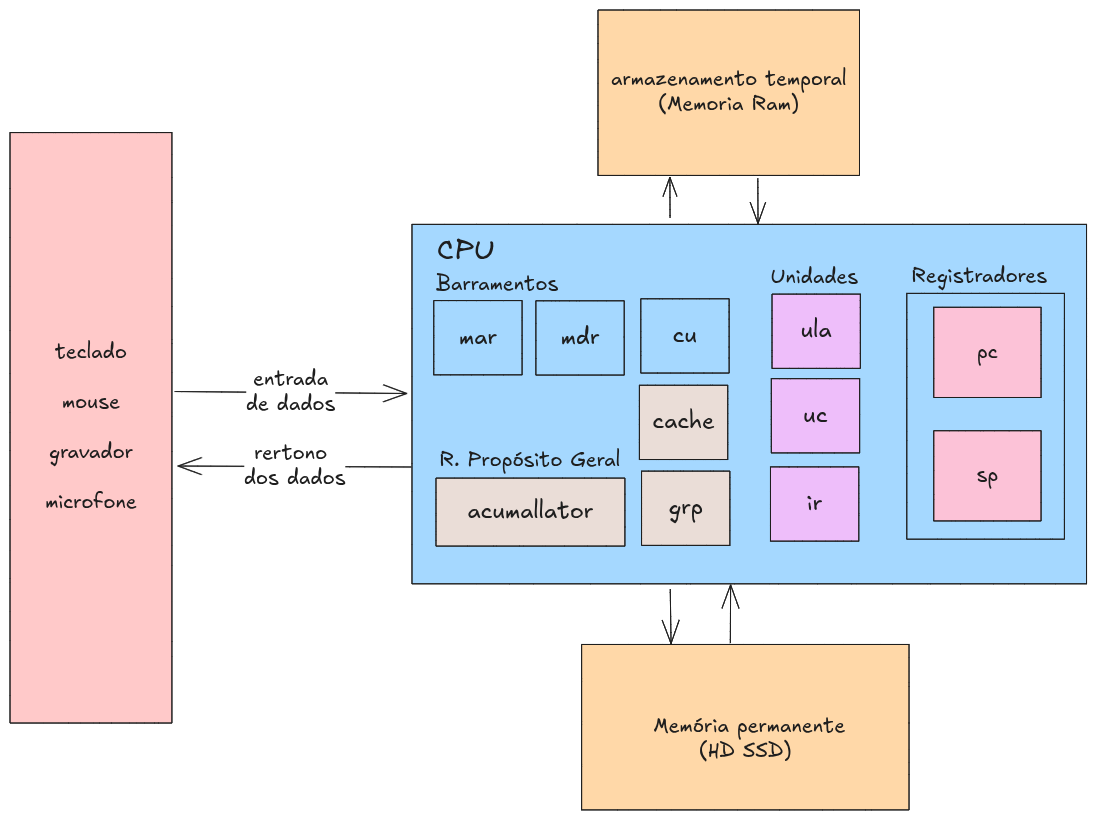 armazenamento temporal
(Memoria Ram)
teclado
mouse
gravador
microfone
entrada
de dados
rertono
dos dados
CPU
Barramentos
mar
mdr
cu
cache
R. Propósito Geral
acumallator
grp
Unidades
ula
uc
ir
Registradores
pc
sp
Memória permanente
(HD SSD)